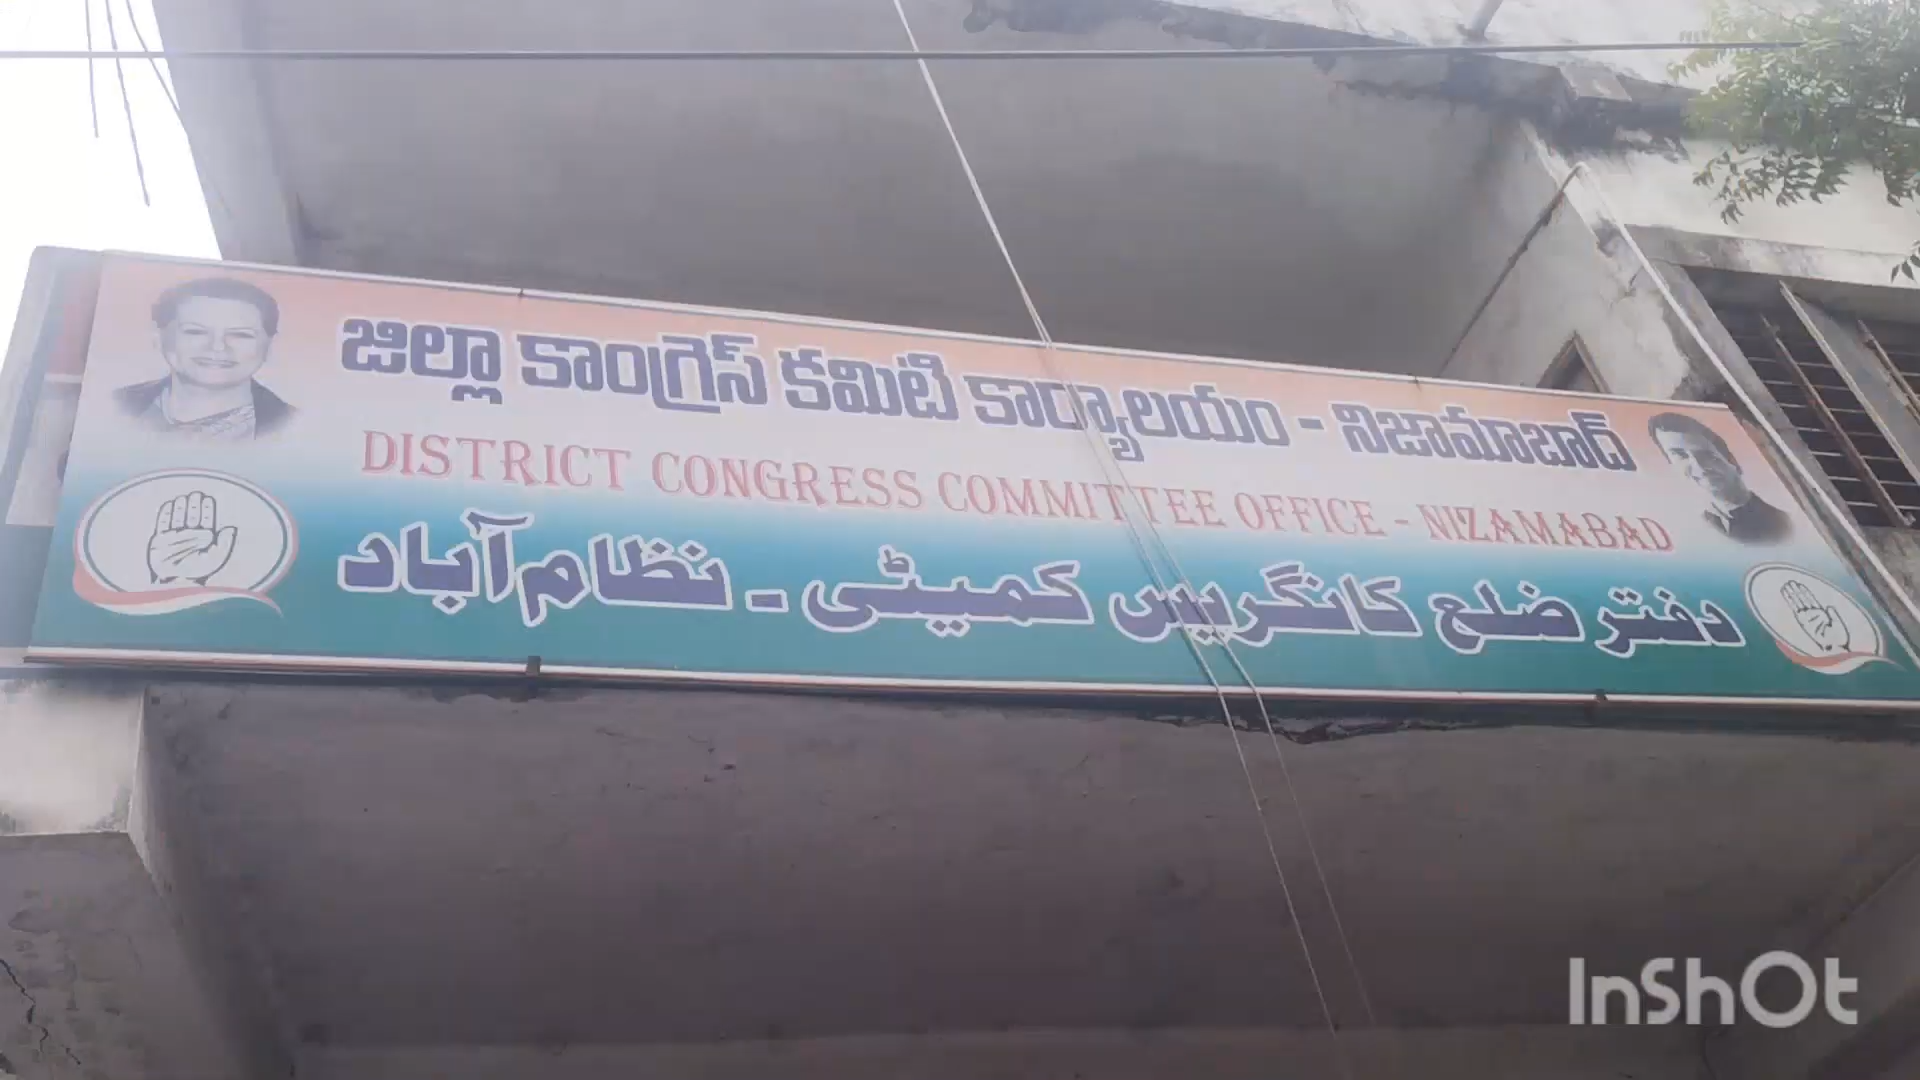 జిల్లా కాంగ్రెస్ కమిటి కార్యాలయం - నిజామాబాద్
DISTRICT CONGRESS COMMITTEE OFFICE - NIZAMABAD
دفتر ضلع کانگریس کمیٹی - نظام آباد
InShOt